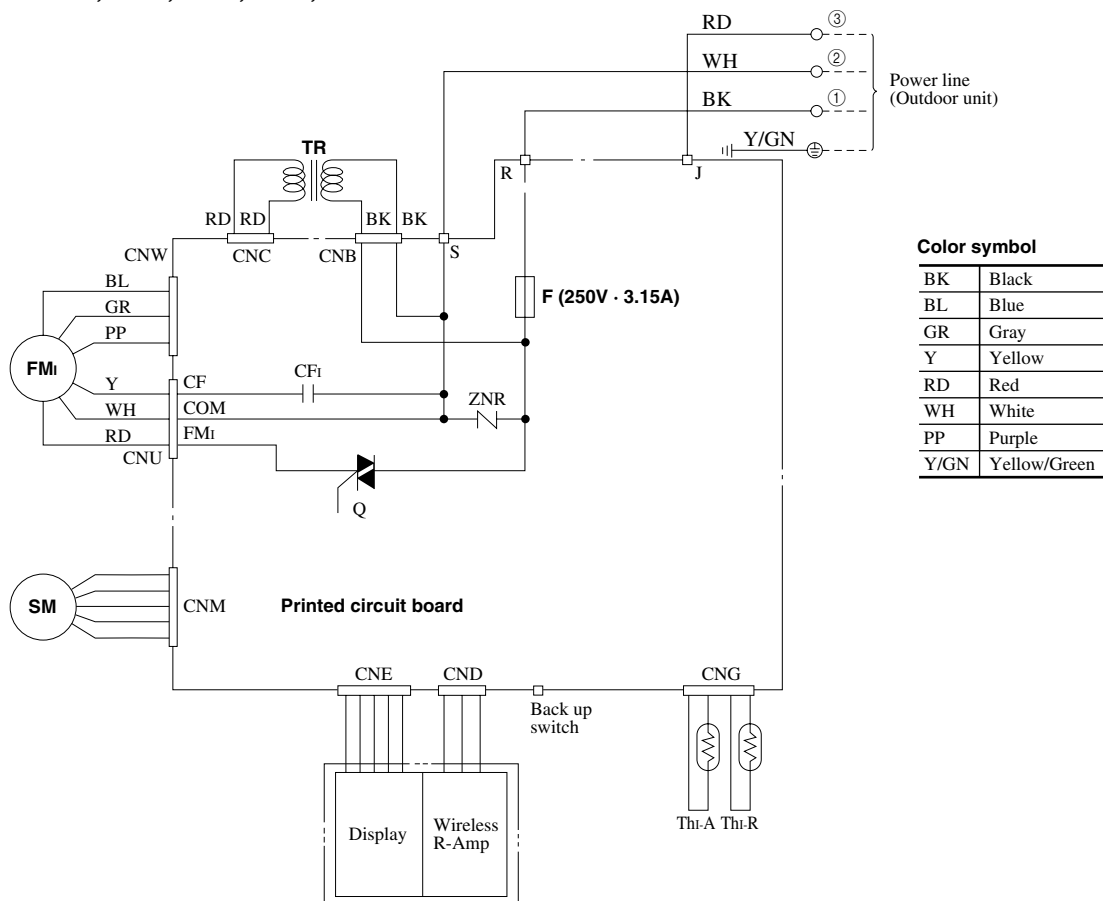 RD
③
WH
②
BK
①
Power line
(Outdoor unit)
Y/GN
TR
R
J
RD RD
BK BK
CNW
CNC
CNB
S
BL
GR
PP
FMI
F (250V · 3.15A)
Y
CF
CFI
WH
COM
ZNR
RD
FMI
CNU
Q
SM
CNM
Printed circuit board
CNE
CND
CNG
Back up
switch
Display
Wireless
R-Amp
ThI-A ThI-R
Color symbol
BK Black
BL Blue
GR Gray
Y Yellow
RD Red
WH White
PP Purple
Y/GN Yellow/Green